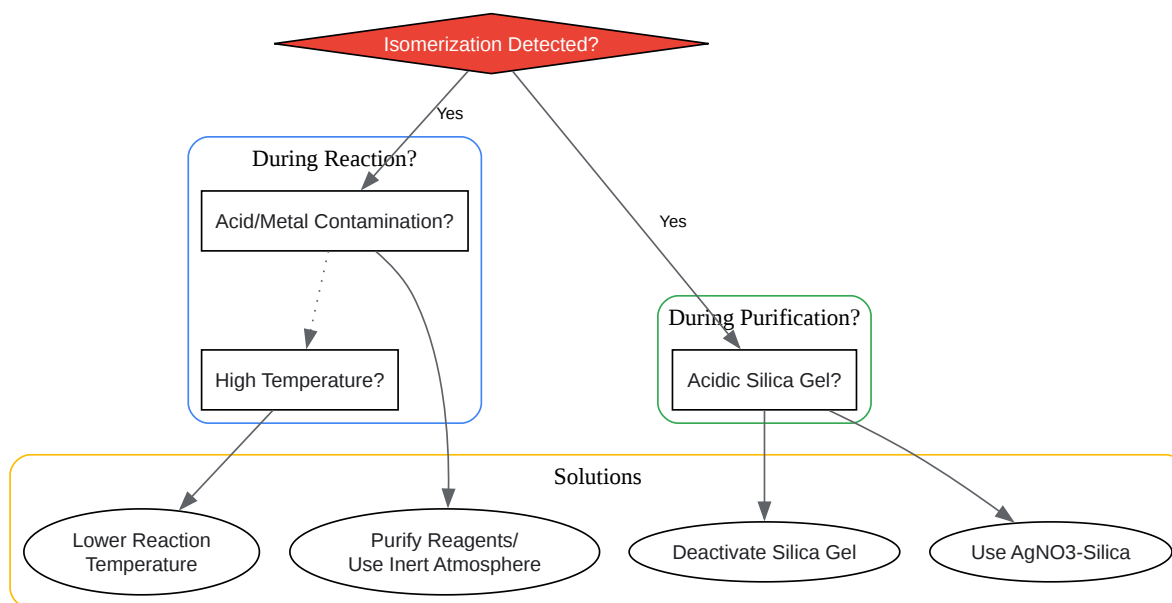 Isomerization Detected?
Yes
During Reaction?
Acid/Metal Contamination?
Yes
During Purification?
High Temperature?
Acidic Silica Gel?
Solutions
Lower Reaction
Temperature
Purify Reagents/
Use Inert Atmosphere
Deactivate Silica Gel
Use AgNO3-Silica